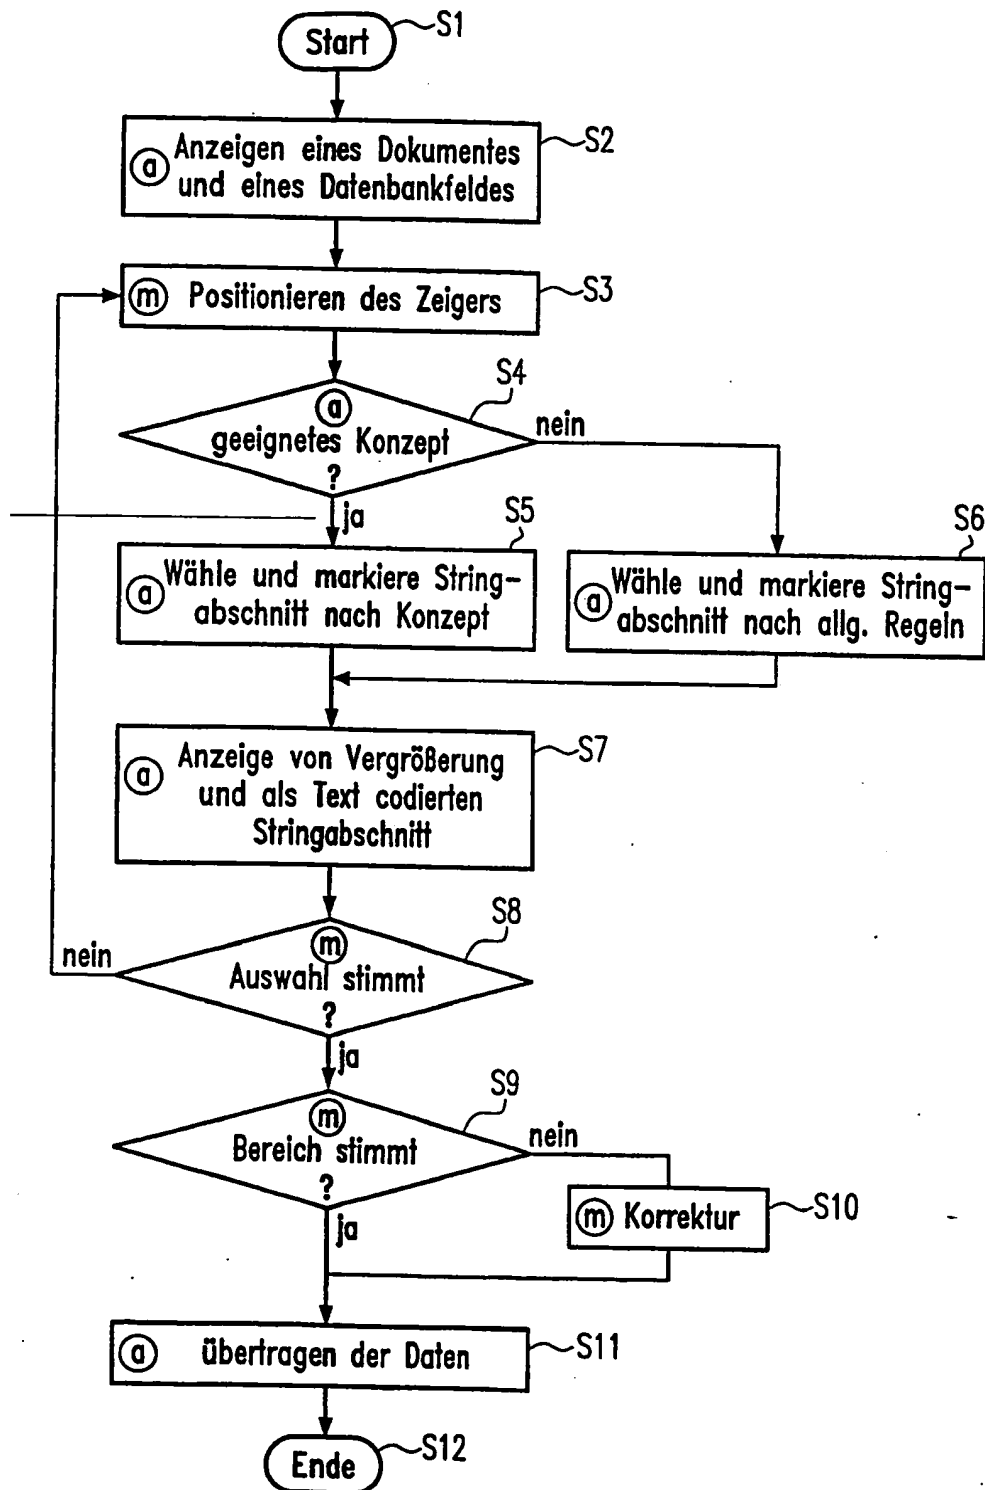 Start
S1
a
Anzeigen eines Dokumentes
und eines Datenbankfeldes
S2
m Positionieren des Zeigers
S3
S4
a
geeignetes Konzept
?
nein
ja
S5
a
Wähle und markiere String-
abschnitt nach Konzept
S6
a
Wähle und markiere String-
abschnitt nach allg. Regeln
S7
a
Anzeige von Vergrößerung
und als Text codierten
Stringabschnitt
S8
m
Auswahl stimmt
?
nein
ja
S9
m
Bereich stimmt
?
nein
ja
m Korrektur
S10
a übertragen der Daten
S11
Ende
S12